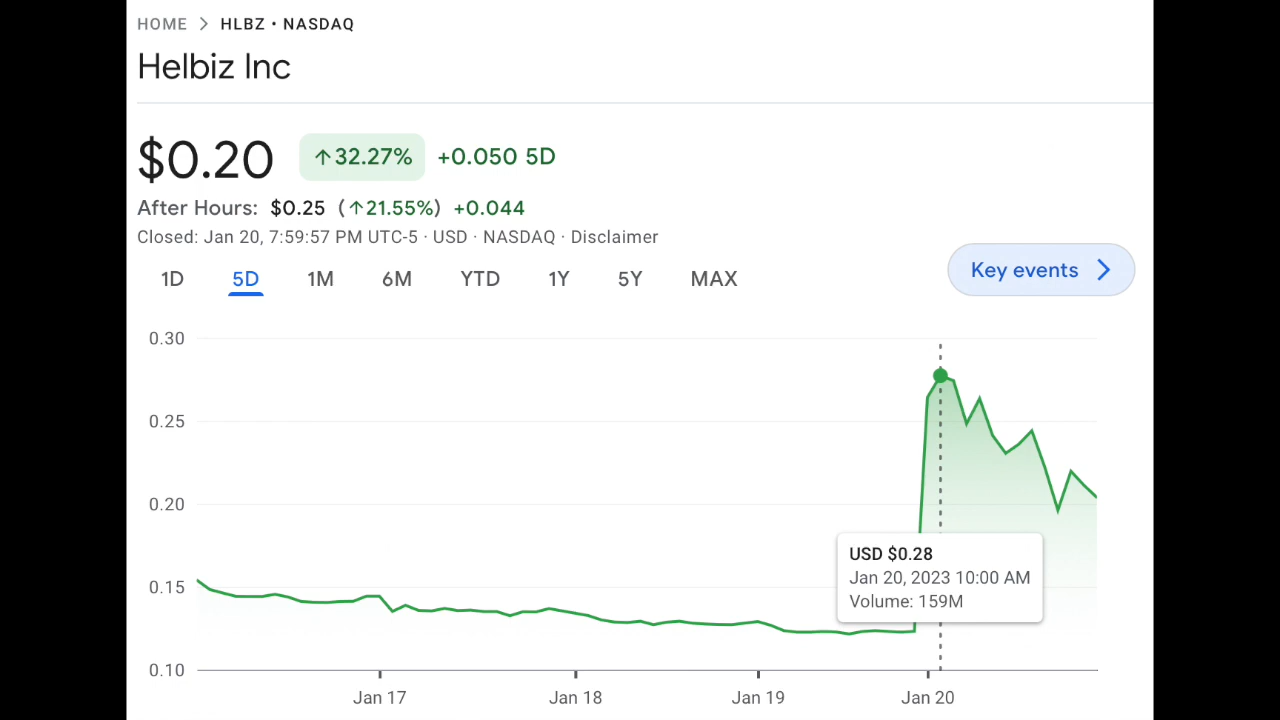 HOME > HLBZ • NASDAQ
Helbiz Inc
$0.20 ↑32.27% +0.050 5D
After Hours: $0.25 (↑21.55%) +0.044
Closed: Jan 20, 7:59:57 PM UTC-5 · USD · NASDAQ · Disclaimer
1D 5D 1M 6M YTD 1Y 5Y MAX
Key events >
0.30
0.25
0.20
0.15
0.10
USD $0.28
Jan 20, 2023 10:00 AM
Volume: 159M
Jan 17 Jan 18 Jan 19 Jan 20